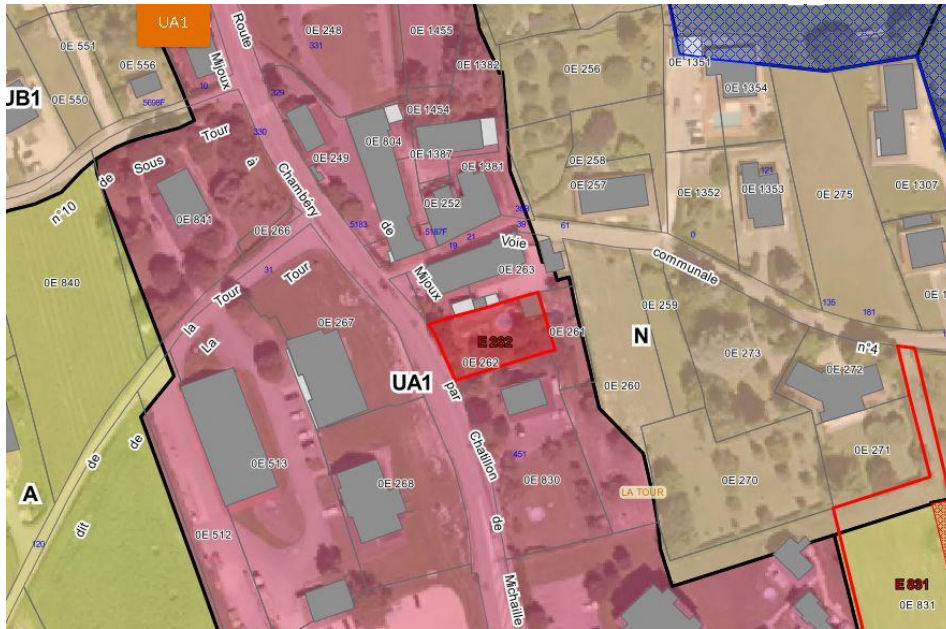 UA1
Route
Mijoux
à
Chambéry
de
Mijoux
par
Chatillon
de
Michaille
0E 248
331
0E 1455
0E 1382
0E 551
0E 556
UB1
0E 550
5698F
10
329
330
0E 1454
0E 804
0E 249
0E 1387
0E 1381
0E 252
n°10
de
Sous
Tour
0E 841
0E 266
5183
5187F
19
21
39
61
0E 256
0E 258
0E 257
0E 1351
0E 1354
0E 1352
121
0E 1353
0E 275
0E 1307
0
Voie
communale
n°4
135
181
0E 263
0E 840
31
la
Tour
La
Tour
de
de
dit
0E 267
E 262
0E 262
0E 261
0E 259
N
0E 273
0E 272
0E 260
UA1
0E 513
0E 268
451
0E 830
0E 270
0E 271
LA TOUR
A
120
0E 512
E 831
0E 831